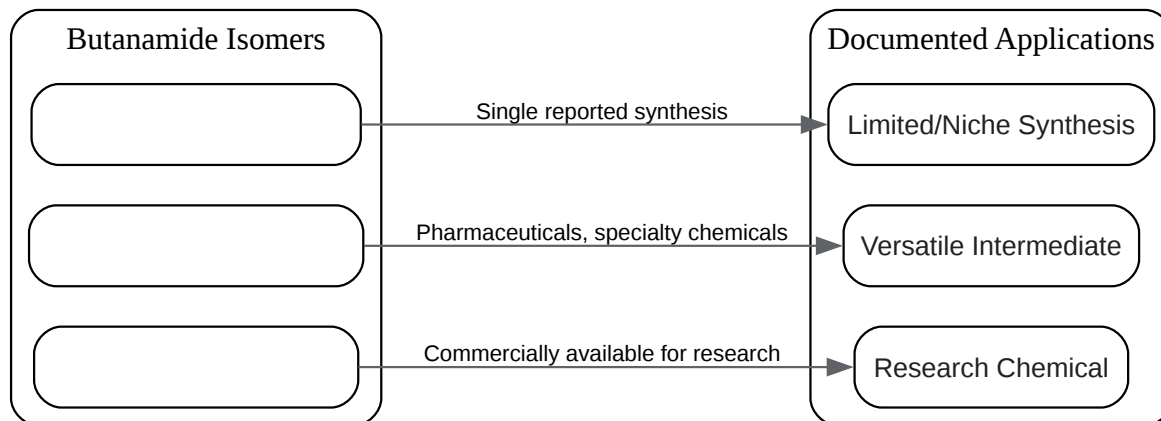 Butanamide Isomers
Documented Applications
Single reported synthesis
Limited/Niche Synthesis
Pharmaceuticals, specialty chemicals
Versatile Intermediate
Commercially available for research
Research Chemical